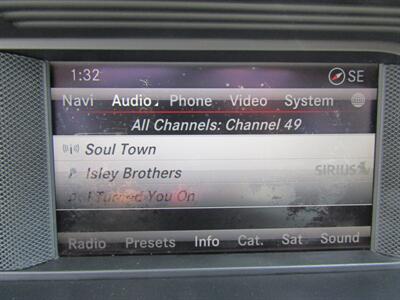 1:32 SE
Navi Audio Phone Video System
All Channels: Channel 49
Soul Town
Isley Brothers
SIRIUS
I Turned You On
Radio Presets Info Cat. Sat Sound